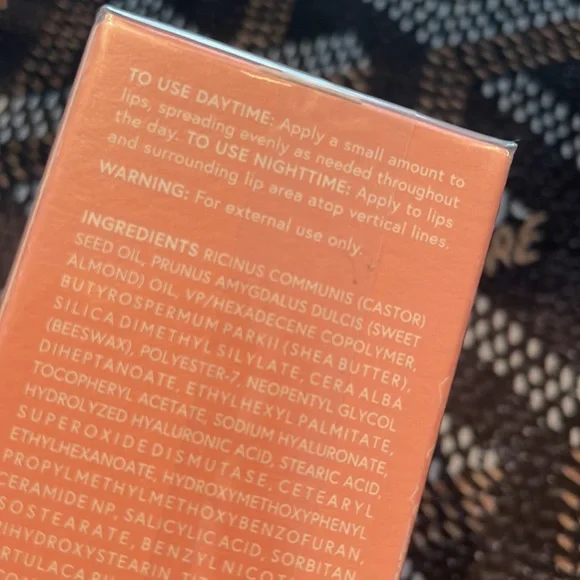 TO USE DAYTIME: Apply a small amount to
lips, spreading evenly as needed throughout
the day. TO USE NIGHTTIME: Apply to lips
and surrounding lip area atop vertical lines.
WARNING: For external use only.
INGREDIENTS RICINUS COMMUNIS (CASTOR)
SEED OIL, PRUNUS AMYGDALUS DULCIS (SWEET
ALMOND) OIL, VP/HEXADECENE COPOLYMER,
BUTYROSPERMUM PARKII (SHEA BUTTER),
SILICA DIMETHYL SILYLATE, CERA ALBA
(BEESWAX), POLYESTER-7, NEOPENTYL GLYCOL
DIHEPTANOATE, ETHYLHEXYL PALMITATE,
TOCOPHERYL ACETATE, SODIUM HYALURONATE,
HYDROLYZED HYALURONIC ACID, STEARIC ACID,
SUPEROXIDE DISMUTASE, CETEARYL
ETHYLHEXANOATE, HYDROXYMETHOXYPHENYL
PROPYLMETHYLMETHOXYBENZOFURAN,
CERAMIDE NP, SALICYLIC ACID, SORBITAN
SOSTEARATE, BENZYL NICOTIN
HYDROXYSTEARIN,